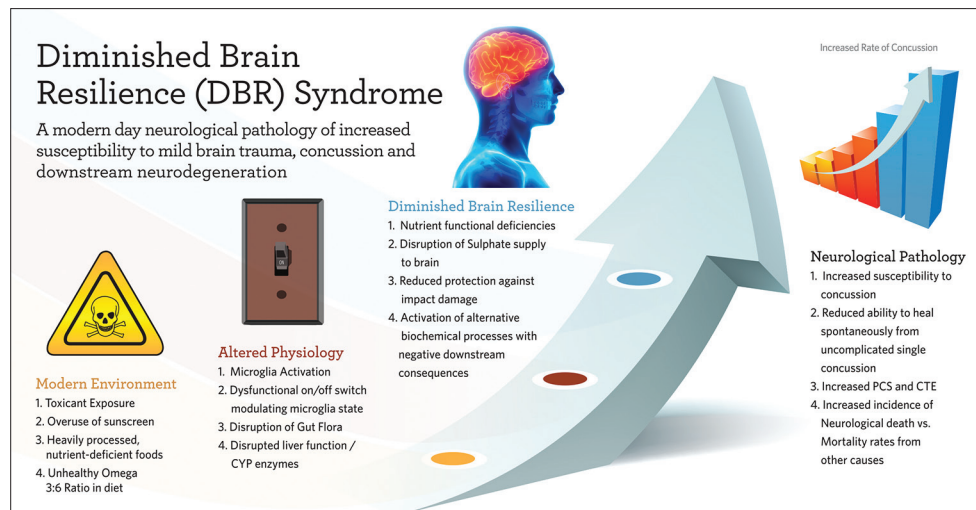 Diminished Brain
Resilience (DBR) Syndrome
A modern day neurological pathology of increased
susceptibility to mild brain trauma, concussion and
downstream neurodegeneration
Increased Rate of Concussion
Modern Environment
1. Toxicant Exposure
2. Overuse of sunscreen
3. Heavily processed,
nutrient-deficient foods
4. Unhealthy Omega
3:6 Ratio in diet
ON
Altered Physiology
1. Microglia Activation
2. Dysfunctional on/off switch
modulating microglia state
3. Disruption of Gut Flora
4. Disrupted liver function /
CYP enzymes
Diminished Brain Resilience
1. Nutrient functional deficiencies
2. Disruption of Sulphate supply
to brain
3. Reduced protection against
impact damage
4. Activation of alternative
biochemical processes with
negative downstream
consequences
Neurological Pathology
1. Increased susceptibility to
concussion
2. Reduced ability to heal
spontaneously from
uncomplicated single
concussion
3. Increased PCS and CTE
4. Increased incidence of
Neurological death vs.
Mortality rates from
other causes